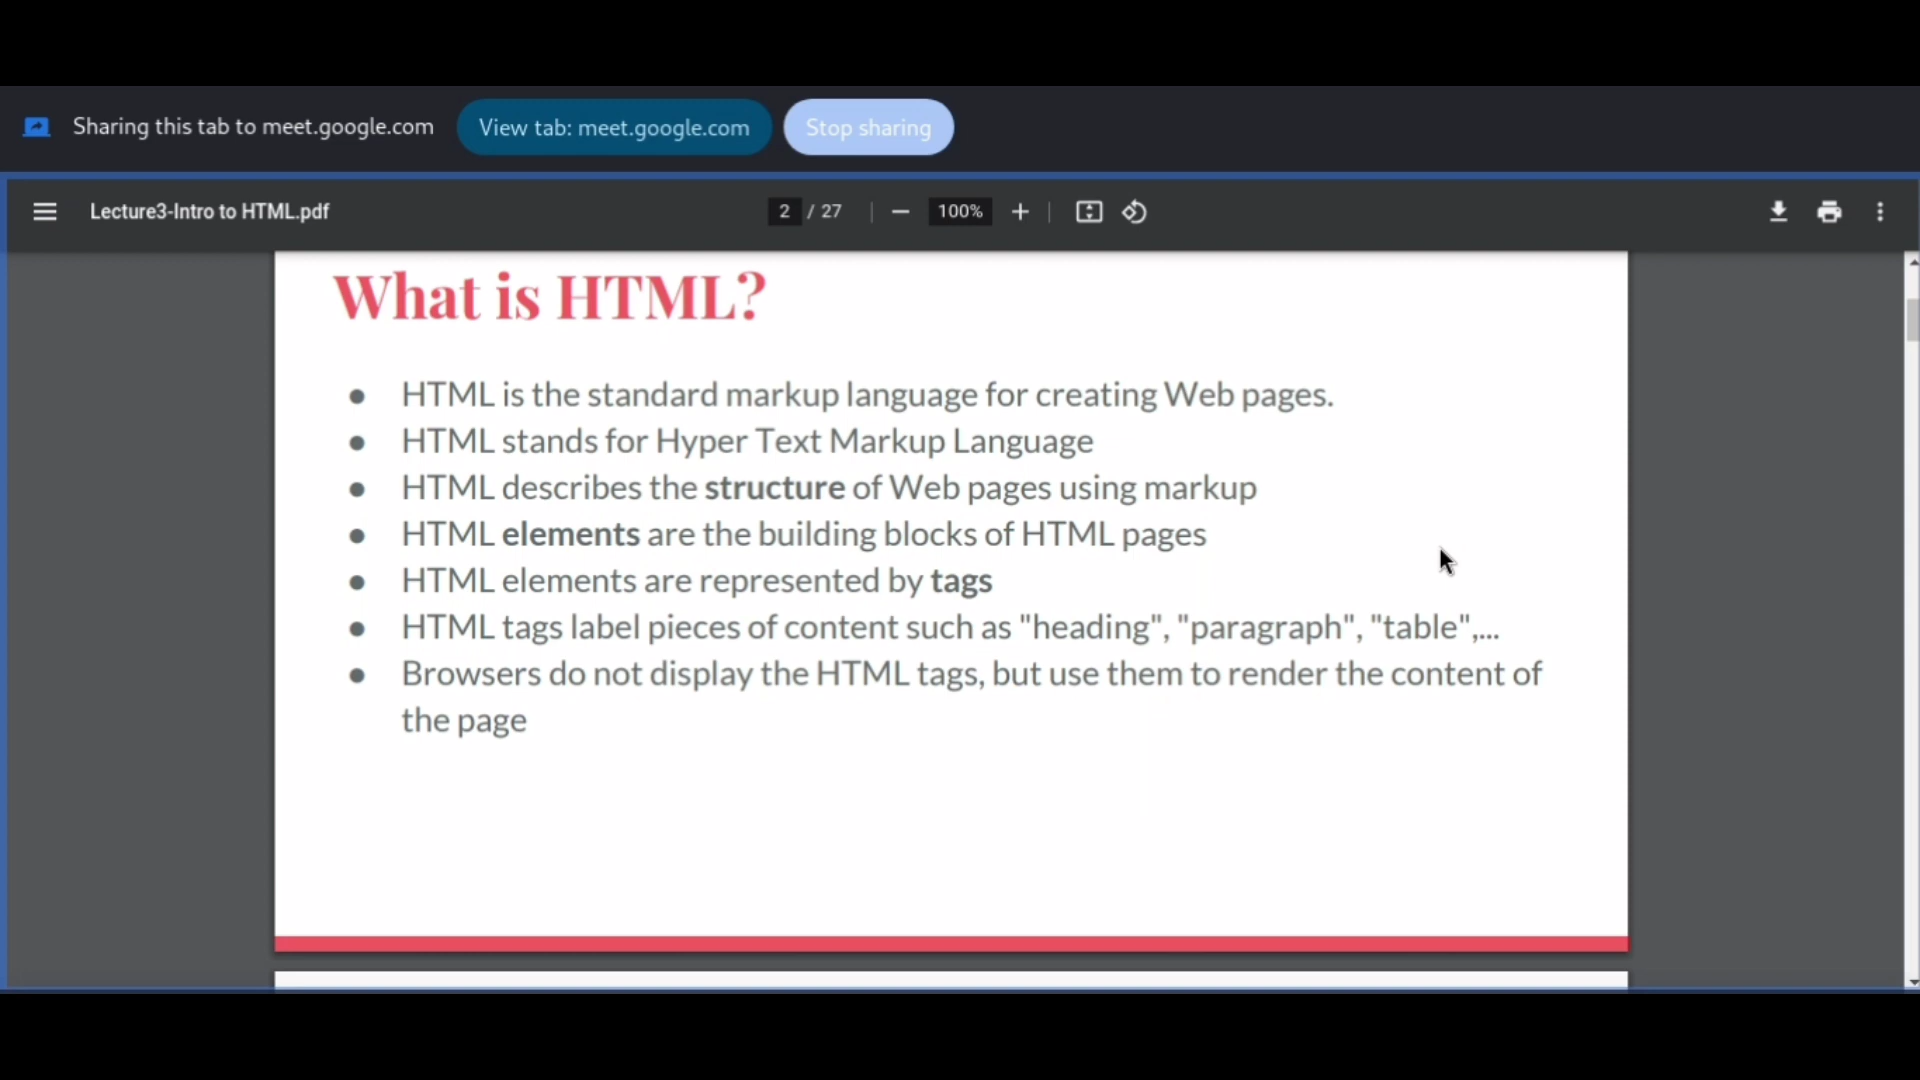 Sharing this tab to meet.google.com View tab: meet.google.com Stop sharing
Lecture3-Intro to HTML.pdf 2 / 27 100%
What is HTML?
● HTML is the standard markup language for creating Web pages.
● HTML stands for Hyper Text Markup Language
● HTML describes the structure of Web pages using markup
● HTML elements are the building blocks of HTML pages
● HTML elements are represented by tags
● HTML tags label pieces of content such as "heading", "paragraph", "table",...
● Browsers do not display the HTML tags, but use them to render the content of
the page